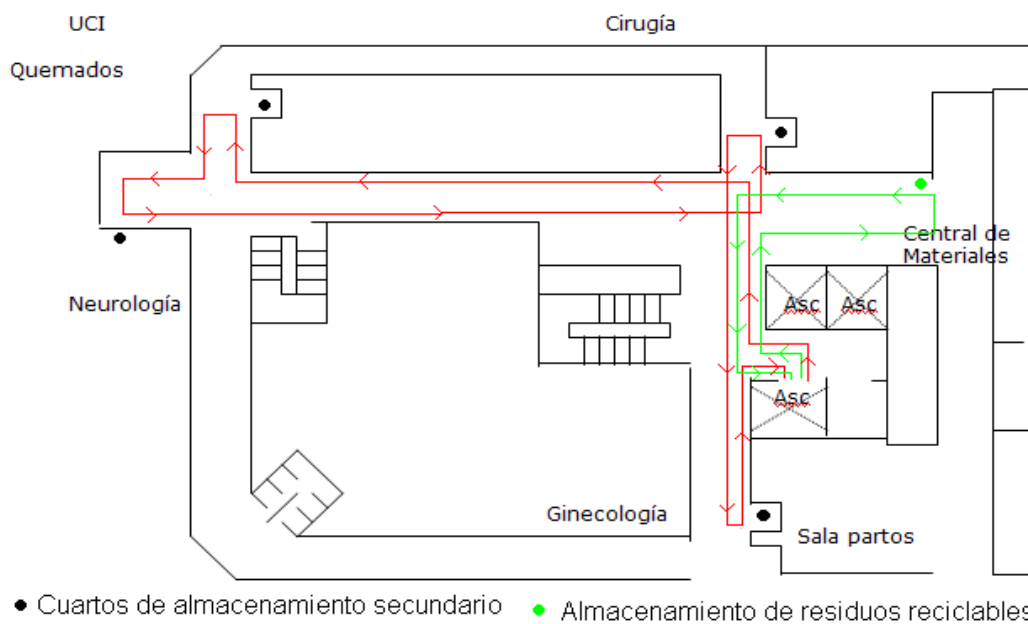 UCI
Cirugía
Quemados
Central de
Materiales
Neurología
Asc
Asc
Asc
Ginecología
Sala partos
Cuartos de almacenamiento secundario
Almacenamiento de residuos reciclables